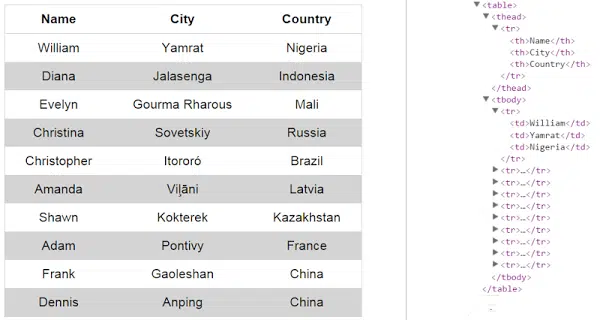 Name City Country
William Yamrat Nigeria
Diana Jalasenga Indonesia
Evelyn Gourma Rharous Mali
Christina Sovetskiy Russia
Christopher Itororó Brazil
Amanda Viļāni Latvia
Shawn Kokterek Kazakhstan
Adam Pontivy France
Frank Gaoleshan China
Dennis Anping China
▼<table>
▼<thead>
▼<tr>
<th>Name</th>
<th>City</th>
<th>Country</th>
</tr>
</thead>
▼<tbody>
▼<tr>
<td>William</td>
<td>Yamrat</td>
<td>Nigeria</td>
</tr>
▶<tr>…</tr>
▶<tr>…</tr>
▶<tr>…</tr>
▶<tr>…</tr>
▶<tr>…</tr>
▶<tr>…</tr>
▶<tr>…</tr>
▶<tr>…</tr>
▶<tr>…</tr>
</tbody>
</table>